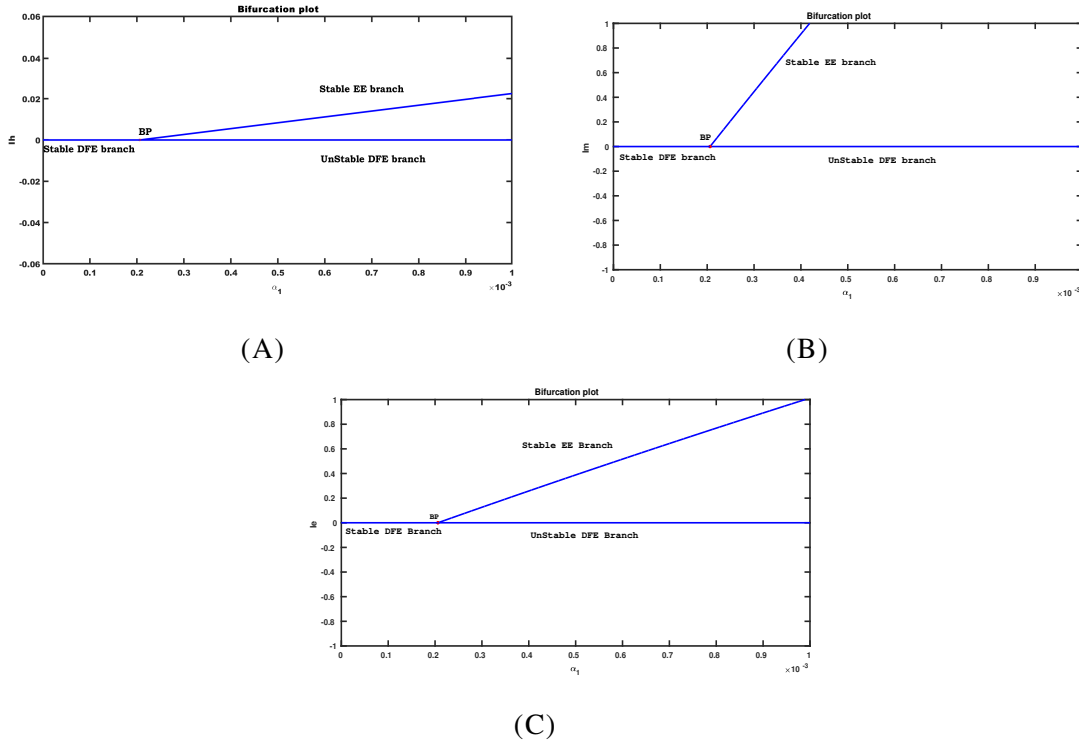 Bifurcation plot
0.06
0.04
0.02
0
-0.02
-0.04
-0.06
Ih
Stable EE branch
BP
Stable DFE branch
UnStable DFE branch
0 0.1 0.2 0.3 0.4 0.5 0.6 0.7 0.8 0.9 1
α1
×10-3
(A)
Bifurcation plot
1
0.8
0.6
0.4
0.2
0
-0.2
-0.4
-0.6
-0.8
-1
Im
Stable EE branch
BP
Stable DFE branch
UnStable DFE branch
0 0.1 0.2 0.3 0.4 0.5 0.6 0.7 0.8 0.9
α1
×10-3
(B)
Bifurcation plot
1
0.8
0.6
0.4
0.2
0
-0.2
-0.4
-0.6
-0.8
-1
Ie
Stable EE Branch
BP
Stable DFE Branch
UnStable DFE Branch
0 0.1 0.2 0.3 0.4 0.5 0.6 0.7 0.8 0.9 1
α1
×10-3
(C)